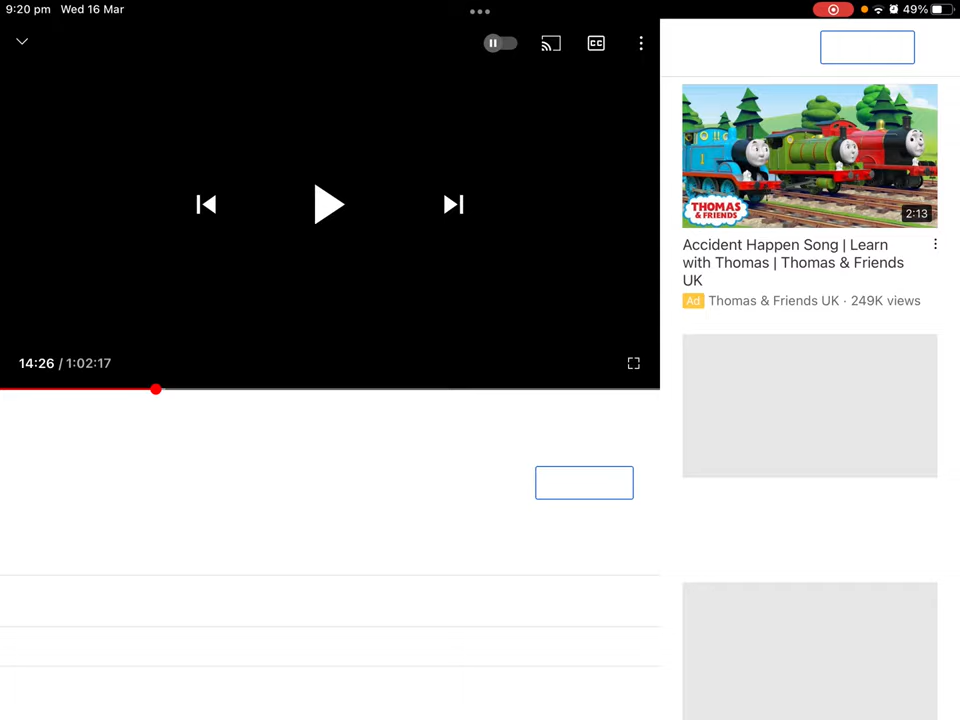 9:20 pm Wed 16 Mar
49%
CC
14:26 / 1:02:17
THOMAS
& FRIENDS
2:13
Accident Happen Song | Learn
with Thomas | Thomas & Friends
UK
Ad Thomas & Friends UK · 249K views